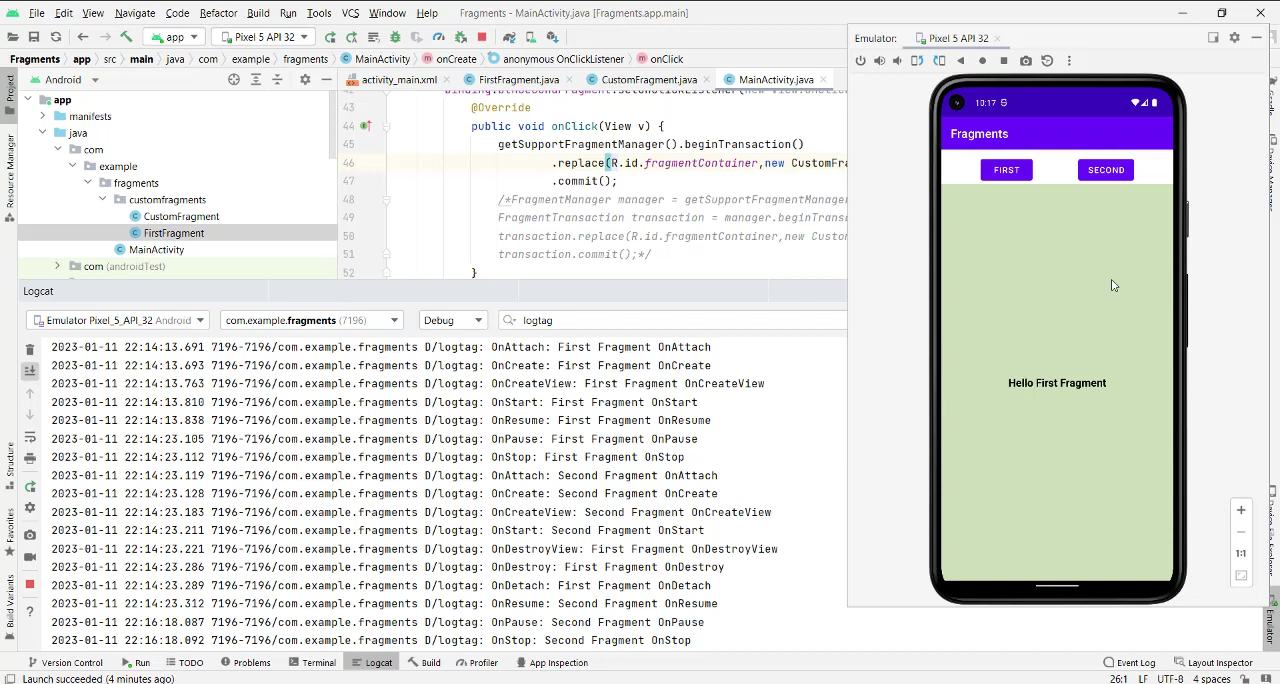 File Edit View Navigate Code Refactor Build Run Tools VCS Window Help Fragments - MainActivity.java [Fragments.app.main]
app Pixel 5 API 32
Fragments app src main java com example fragments MainActivity onCreate anonymous OnClickListener onClick
Android
activity_main.xml FirstFragment.java CustomFragment.java MainActivity.java
app
manifests
java
com
example
fragments
customfragments
CustomFragment
FirstFragment
MainActivity
com (androidTest)
43 @Override
44 public void onClick(View v) {
45 getSupportFragmentManager().beginTransaction()
46 .replace(R.id.fragmentContainer,new CustomFra
47 .commit();
48 /*FragmentManager manager = getSupportFragmentManager
49 FragmentTransaction transaction = manager.beginTransa
50 transaction.replace(R.id.fragmentContainer,new Custom
51 transaction.commit();*/
52 }
Logcat
Emulator Pixel_5_API_32 Android com.example.fragments (7196) Debug logtag
2023-01-11 22:14:13.691 7196-7196/com.example.fragments D/logtag: OnAttach: First Fragment OnAttach
2023-01-11 22:14:13.693 7196-7196/com.example.fragments D/logtag: OnCreate: First Fragment OnCreate
2023-01-11 22:14:13.763 7196-7196/com.example.fragments D/logtag: OnCreateView: First Fragment OnCreateView
2023-01-11 22:14:13.810 7196-7196/com.example.fragments D/logtag: OnStart: First Fragment OnStart
2023-01-11 22:14:13.838 7196-7196/com.example.fragments D/logtag: OnResume: First Fragment OnResume
2023-01-11 22:14:23.105 7196-7196/com.example.fragments D/logtag: OnPause: First Fragment OnPause
2023-01-11 22:14:23.112 7196-7196/com.example.fragments D/logtag: OnStop: First Fragment OnStop
2023-01-11 22:14:23.119 7196-7196/com.example.fragments D/logtag: OnAttach: Second Fragment OnAttach
2023-01-11 22:14:23.128 7196-7196/com.example.fragments D/logtag: OnCreate: Second Fragment OnCreate
2023-01-11 22:14:23.183 7196-7196/com.example.fragments D/logtag: OnCreateView: Second Fragment OnCreateView
2023-01-11 22:14:23.211 7196-7196/com.example.fragments D/logtag: OnStart: Second Fragment OnStart
2023-01-11 22:14:23.221 7196-7196/com.example.fragments D/logtag: OnDestroyView: First Fragment OnDestroyView
2023-01-11 22:14:23.286 7196-7196/com.example.fragments D/logtag: OnDestroy: First Fragment OnDestroy
2023-01-11 22:14:23.289 7196-7196/com.example.fragments D/logtag: OnDetach: First Fragment OnDetach
2023-01-11 22:14:23.312 7196-7196/com.example.fragments D/logtag: OnResume: Second Fragment OnResume
2023-01-11 22:16:18.087 7196-7196/com.example.fragments D/logtag: OnPause: Second Fragment OnPause
2023-01-11 22:16:18.092 7196-7196/com.example.fragments D/logtag: OnStop: Second Fragment OnStop
Emulator: Pixel 5 API 32
10:17
Fragments
FIRST SECOND
Hello First Fragment
1:1
Project
Resource Manager
Structure
Favorites
Build Variants
Emulator
Version Control Run TODO Problems Terminal Logcat Build Profiler App Inspection Event Log Layout Inspector
Launch succeeded (4 minutes ago) 26:1 LF UTF-8 4 spaces